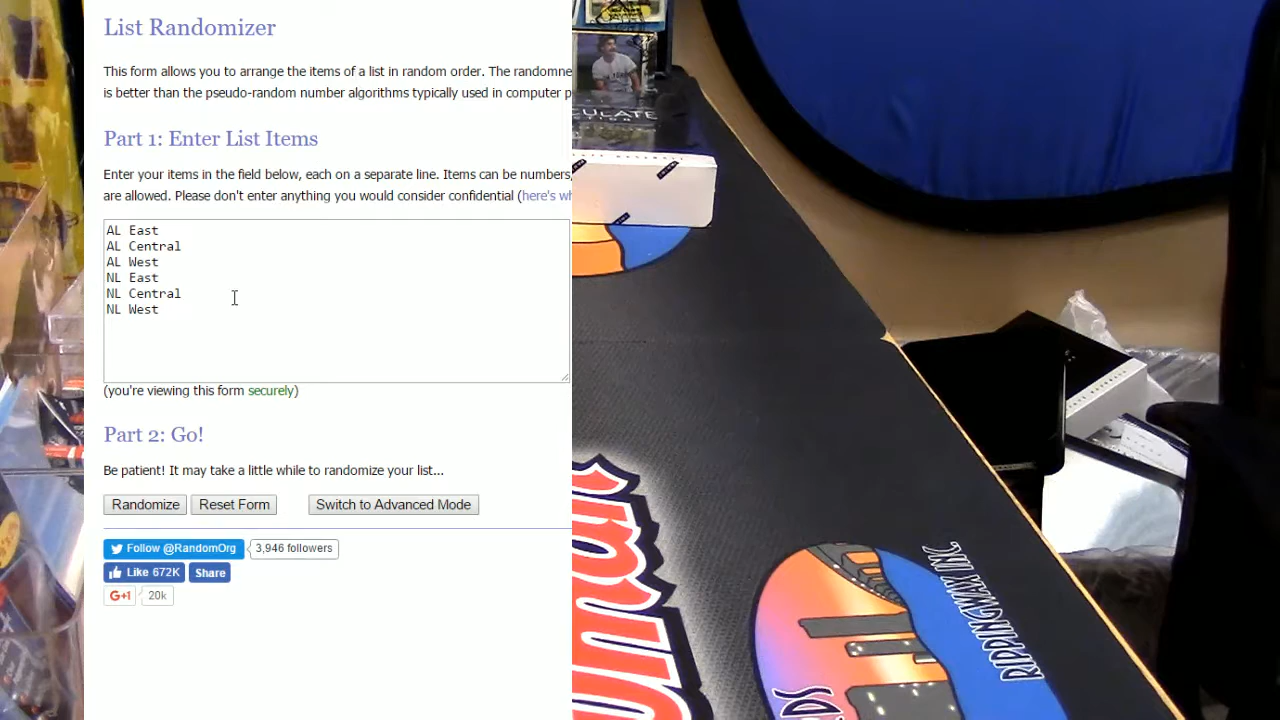 List Randomizer
This form allows you to arrange the items of a list in random order. The randomne
is better than the pseudo-random number algorithms typically used in computer p
Part 1: Enter List Items
Enter your items in the field below, each on a separate line. Items can be numbers,
are allowed. Please don't enter anything you would consider confidential (here's wh
AL East
AL Central
AL West
NL East
NL Central
NL West
(you're viewing this form securely)
Part 2: Go!
Be patient! It may take a little while to randomize your list...
Randomize Reset Form Switch to Advanced Mode
Follow @RandomOrg 3,946 followers
Like 672K Share
G+1 20k
RIPPINGWAX INC.